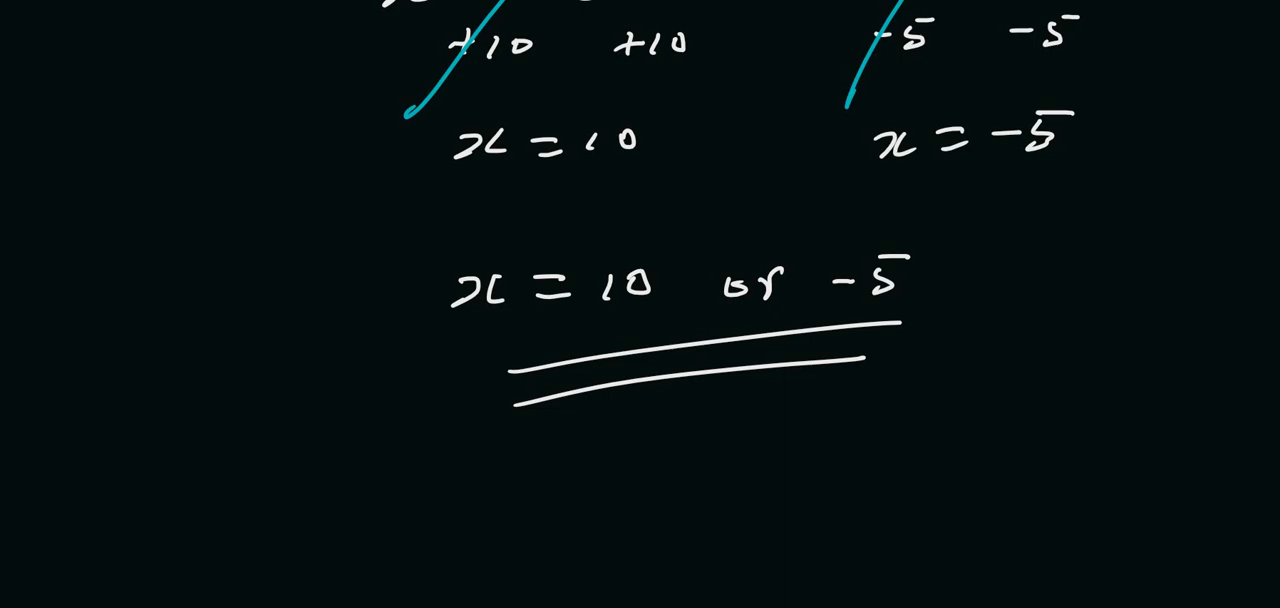 +10 +10 -5 -5
x = 10 x = -5
x = 10 or -5